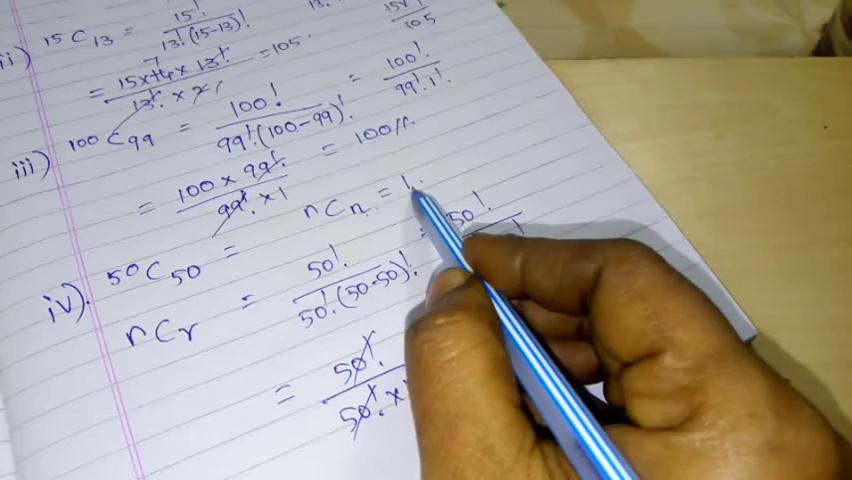 ii) 15C13 = 15! / 13!(15-13)!
= 15×14×13! / 13! × 2! = 105.
iii) 100C99 = 100! / 99!(100-99)! = 100! / 99! 1!
= 100 × 99! / 99! × 1 = 100//.
nCn = 1.
iv). 50C50 = 50! / 50!(50-50)! = 50!
nCr
= 50! / 50! ×